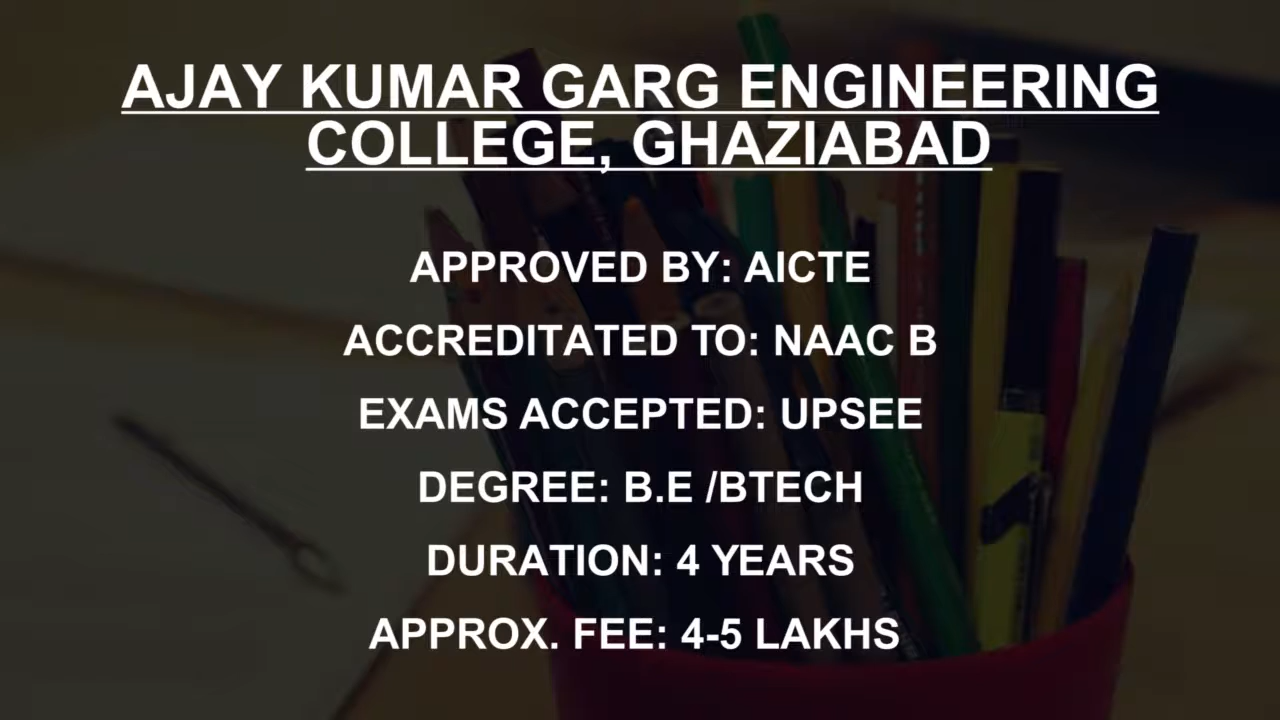 AJAY KUMAR GARG ENGINEERING
COLLEGE, GHAZIABAD
APPROVED BY: AICTE
ACCREDITATED TO: NAAC B
EXAMS ACCEPTED: UPSEE
DEGREE: B.E /BTECH
DURATION: 4 YEARS
APPROX. FEE: 4-5 LAKHS